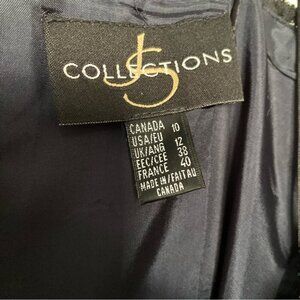 JS
COLLECTIONS
CANADA 10
USA/EU
UK/ANG 12
EEC/CEE 38
FRANCE 40
MADE IN/FAIT AU
CANADA